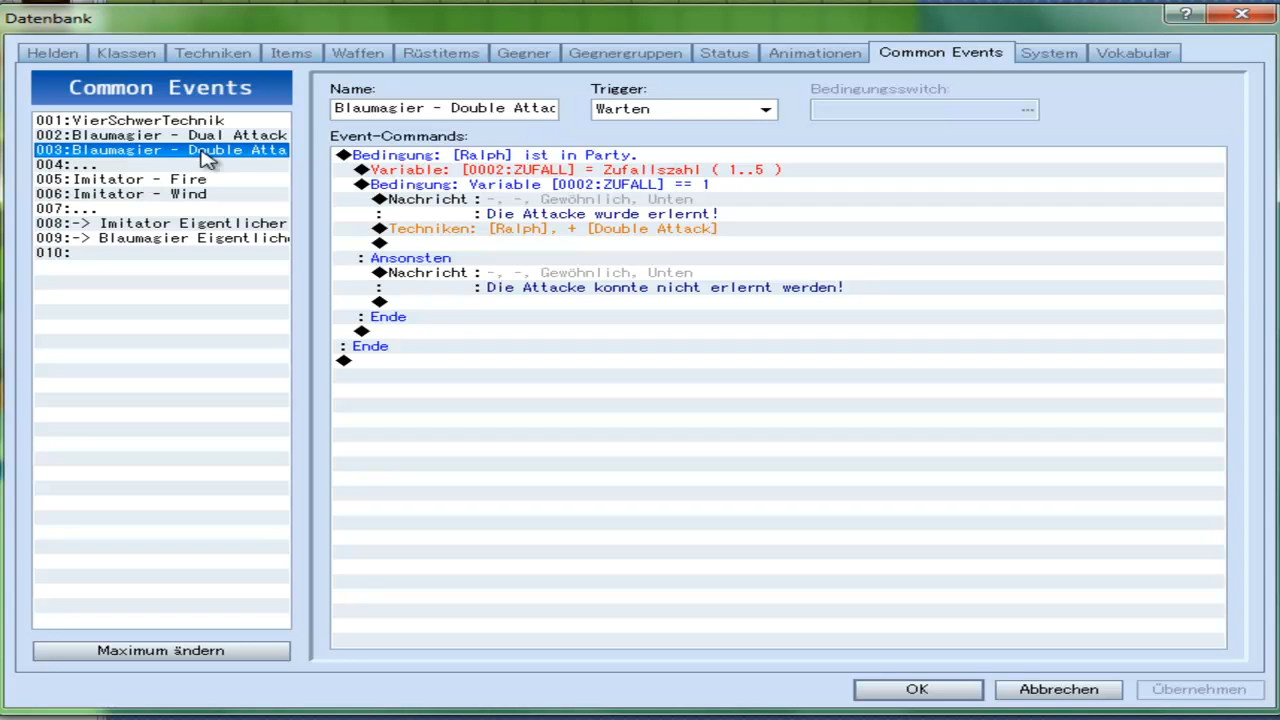 Datenbank
Helden Klassen Techniken Items Waffen Rüstitems Gegner Gegnergruppen Status Animationen Common Events System Vokabular
Common Events
001:VierSchwerTechnik
002:Blaumagier - Dual Attack
003:Blaumagier - Double Atta
004:...
005:Imitator - Fire
006:Imitator - Wind
007:...
008:-> Imitator Eigentlicher
009:-> Blaumagier Eigentlich
010:
Maximum ändern
Name: Trigger: Bedingungsswitch:
Blaumagier - Double Attac Warten ...
Event-Commands:
◆Bedingung: [Ralph] ist in Party.
◆Variable: [0002:ZUFALL] = Zufallszahl ( 1..5 )
◆Bedingung: Variable [0002:ZUFALL] == 1
◆Nachricht : -, -, Gewöhnlich, Unten
: : Die Attacke wurde erlernt!
◆Techniken: [Ralph], + [Double Attack]
◆
: Ansonsten
◆Nachricht : -, -, Gewöhnlich, Unten
: : Die Attacke konnte nicht erlernt werden!
◆
: Ende
◆
: Ende
◆
OK Abbrechen Übernehmen